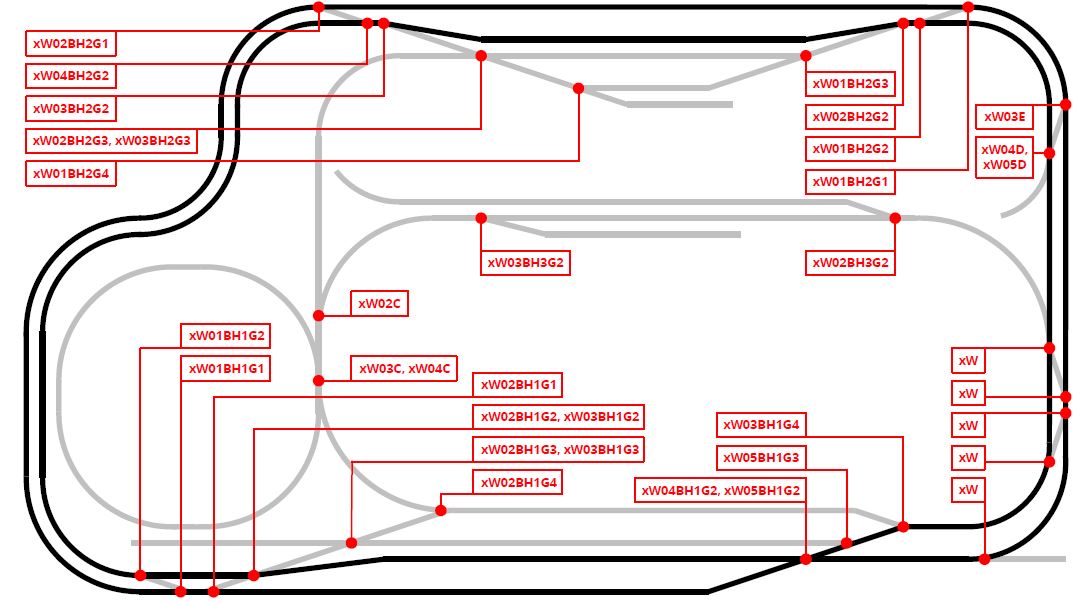 xW02BH2G1
xW04BH2G2
xW03BH2G2
xW02BH2G3, xW03BH2G3
xW01BH2G4
xW01BH2G3
xW02BH2G2
xW01BH2G2
xW01BH2G1
xW03E
xW04D,
xW05D
xW03BH3G2
xW02BH3G2
xW02C
xW03C, xW04C
xW01BH1G2
xW01BH1G1
xW02BH1G1
xW02BH1G2, xW03BH1G2
xW02BH1G3, xW03BH1G3
xW02BH1G4
xW03BH1G4
xW05BH1G3
xW04BH1G2, xW05BH1G2
xW
xW
xW
xW
xW